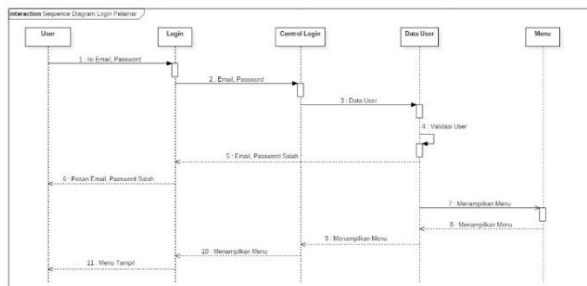 interaction Sequence Diagram Login Pelamar
User
Login
Control Login
Data User
Menu
1 : Isi Email, Password
2 : Email, Password
3 : Data User
4 : Validasi User
5 : Email, Password Salah
6 : Pesan Email, Password Salah
7 : Menampilkan Menu
8 : Menampilkan Menu
9 : Menampilkan Menu
10 : Menampilkan Menu
11 : Menu Tampil